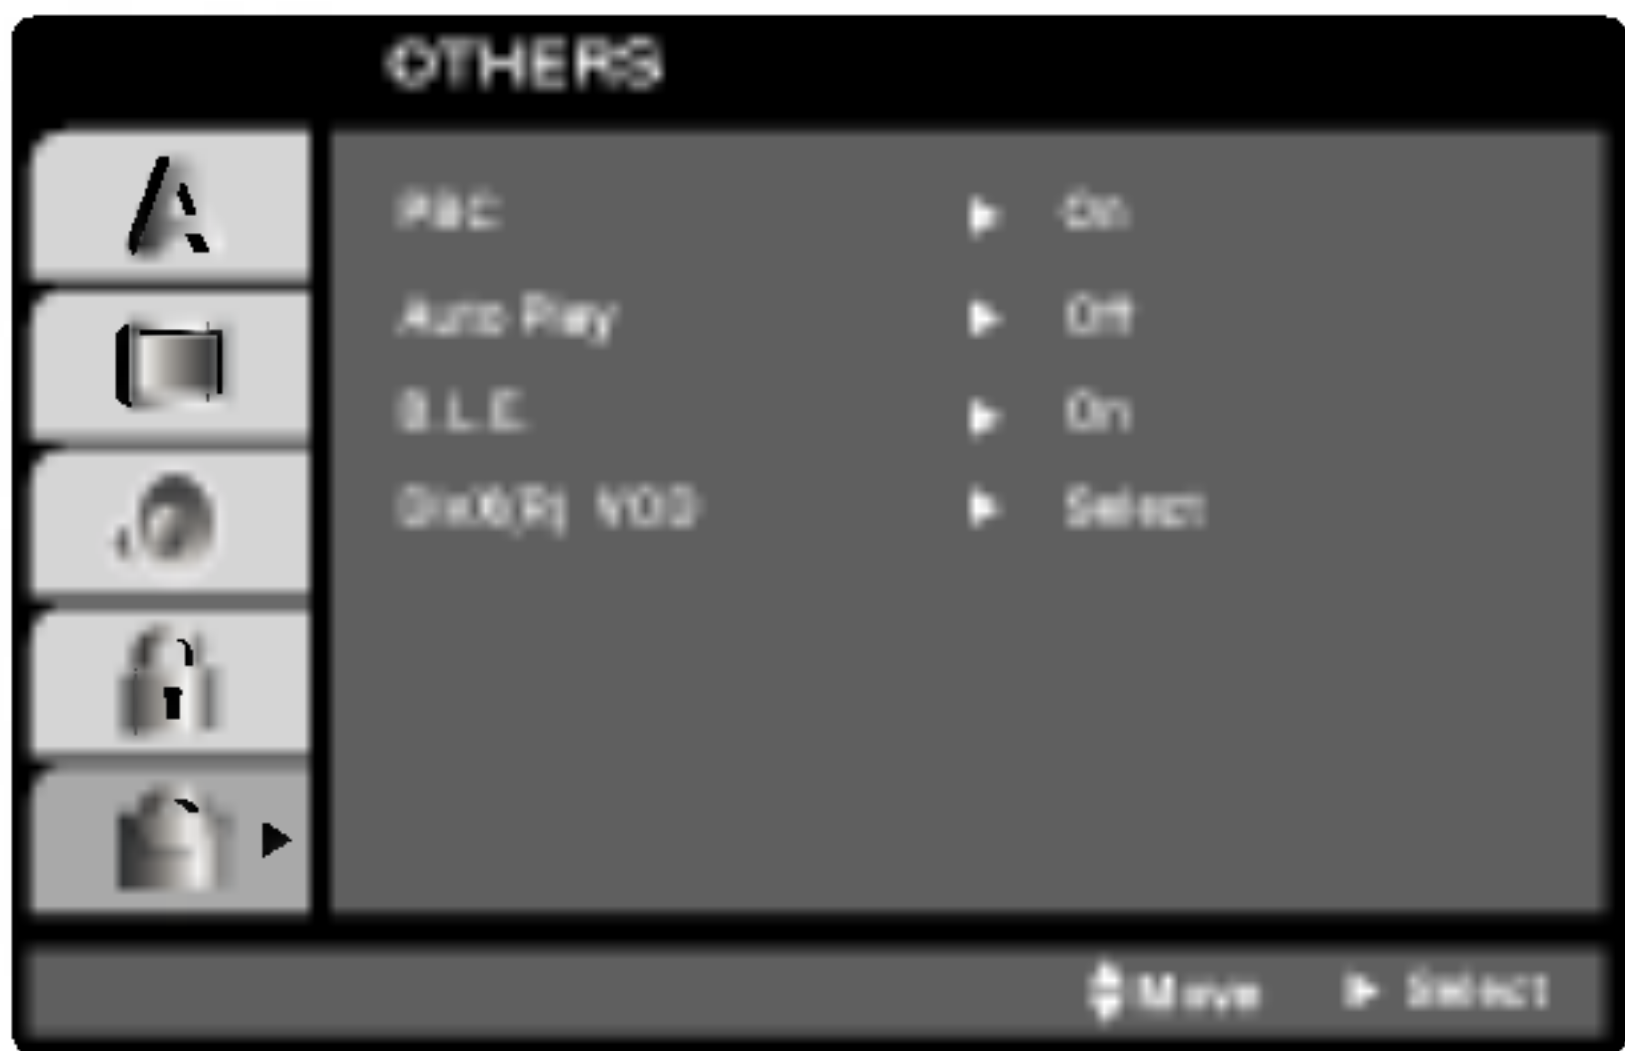 OTHERS
PBC On
Auto Play Off
B.L.E. On
DivX(R) VOD Select
Move Select